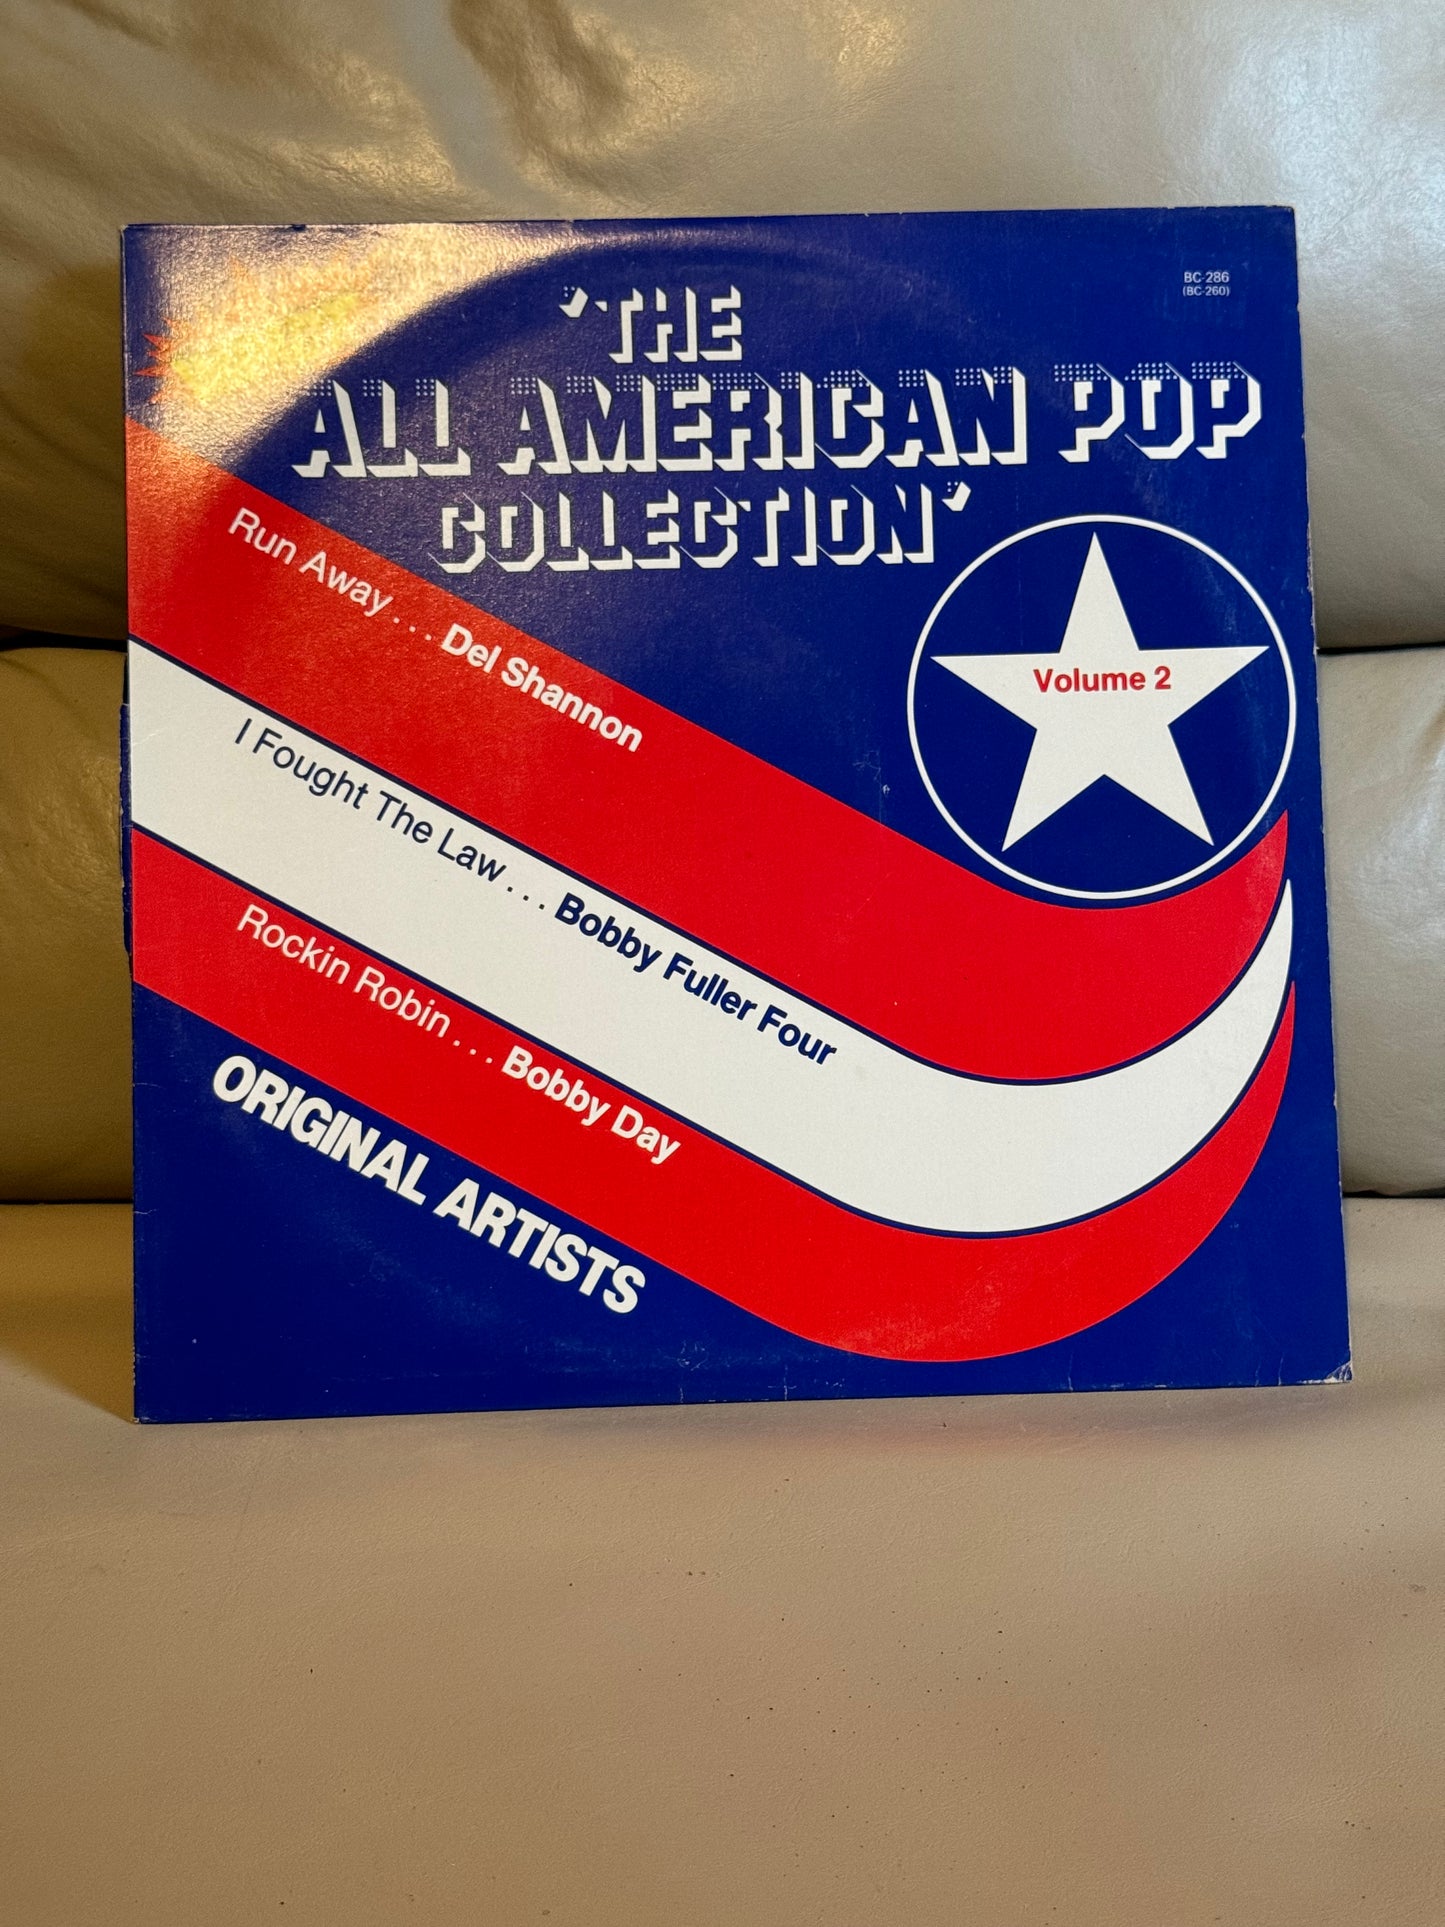 BC-286
(BC-260)
'THE
ALL AMERICAN POP
COLLECTION'
Volume 2
Run Away... Del Shannon
I Fought The Law... Bobby Fuller Four
Rockin Robin... Bobby Day
ORIGINAL ARTISTS